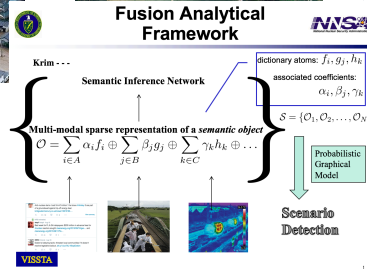 Fusion Analytical
Framework
NNSA
Krim - - -
Semantic Inference Network
dictionary atoms: f_i, g_j, h_k
associated coefficients:
α_i, β_j, γ_k
Multi-modal sparse representation of a semantic object
O = ∑_{i∈A} α_i f_i ⊕ ∑_{j∈B} β_j g_j ⊕ ∑_{k∈C} γ_k h_k ⊕ …
S = {O_1, O_2, …, O_N
Probabilistic
Graphical
Model
Scenario
Detection
VISSTA
1